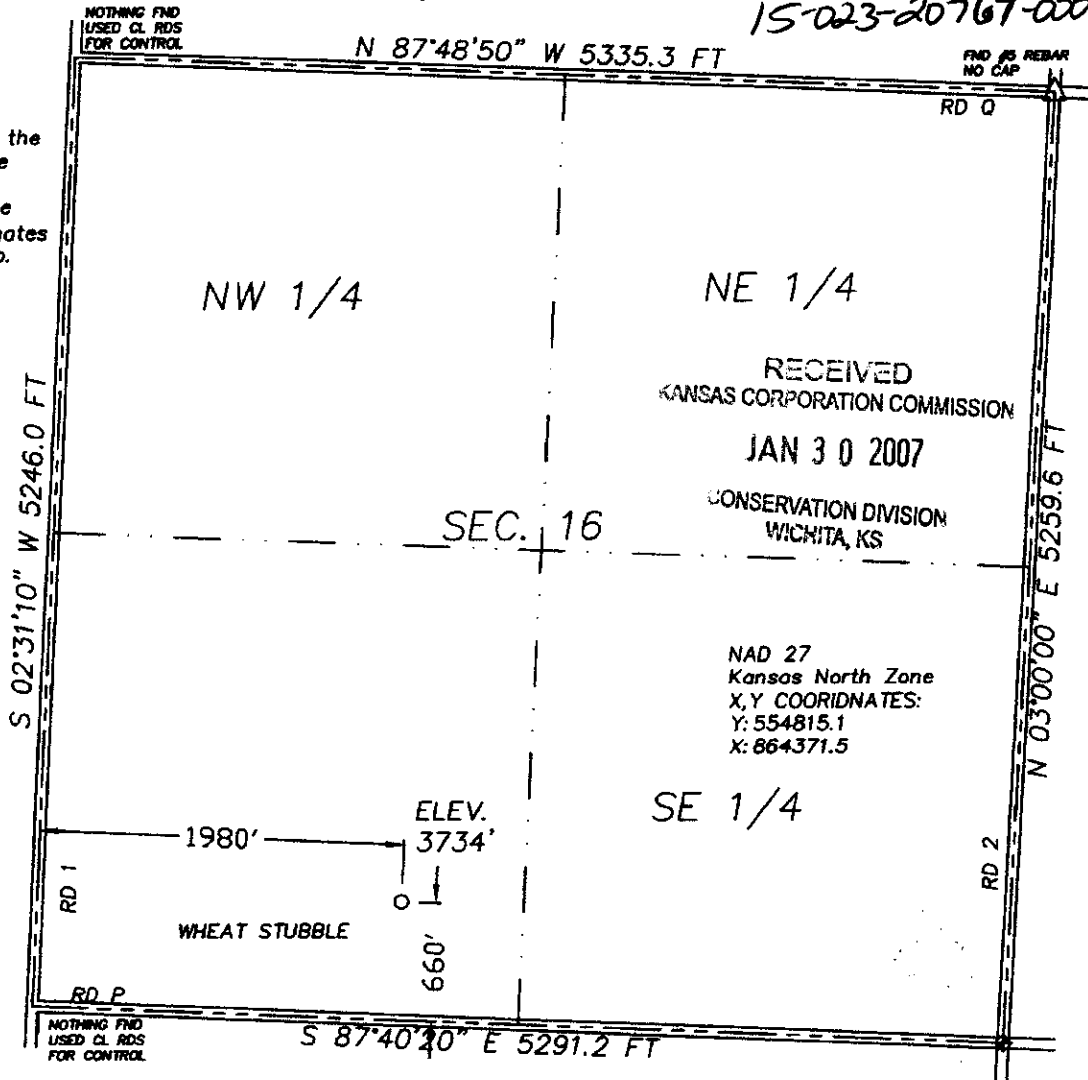 15-023-20767-000
NOTHING FND
USED CL RDS
FOR CONTROL
N 87°48'50" W 5335.3 FT
FND #5 REBAR
NO CAP
RD Q
the
e
e
nates
o.
NW 1/4
NE 1/4
RECEIVED
KANSAS CORPORATION COMMISSION
JAN 3 0 2007
CONSERVATION DIVISION
WICHITA, KS
S 02°31'10" W 5246.0 FT
SEC. 16
N 03°00'00" E 5259.6 FT
NAD 27
Kansas North Zone
X,Y COORIDNATES:
Y: 554815.1
X: 864371.5
ELEV.
3734'
1980'
SE 1/4
RD 1
RD 2
WHEAT STUBBLE
660'
RD P
NOTHING FND
USED CL RDS
FOR CONTROL
S 87°40'20" E 5291.2 FT